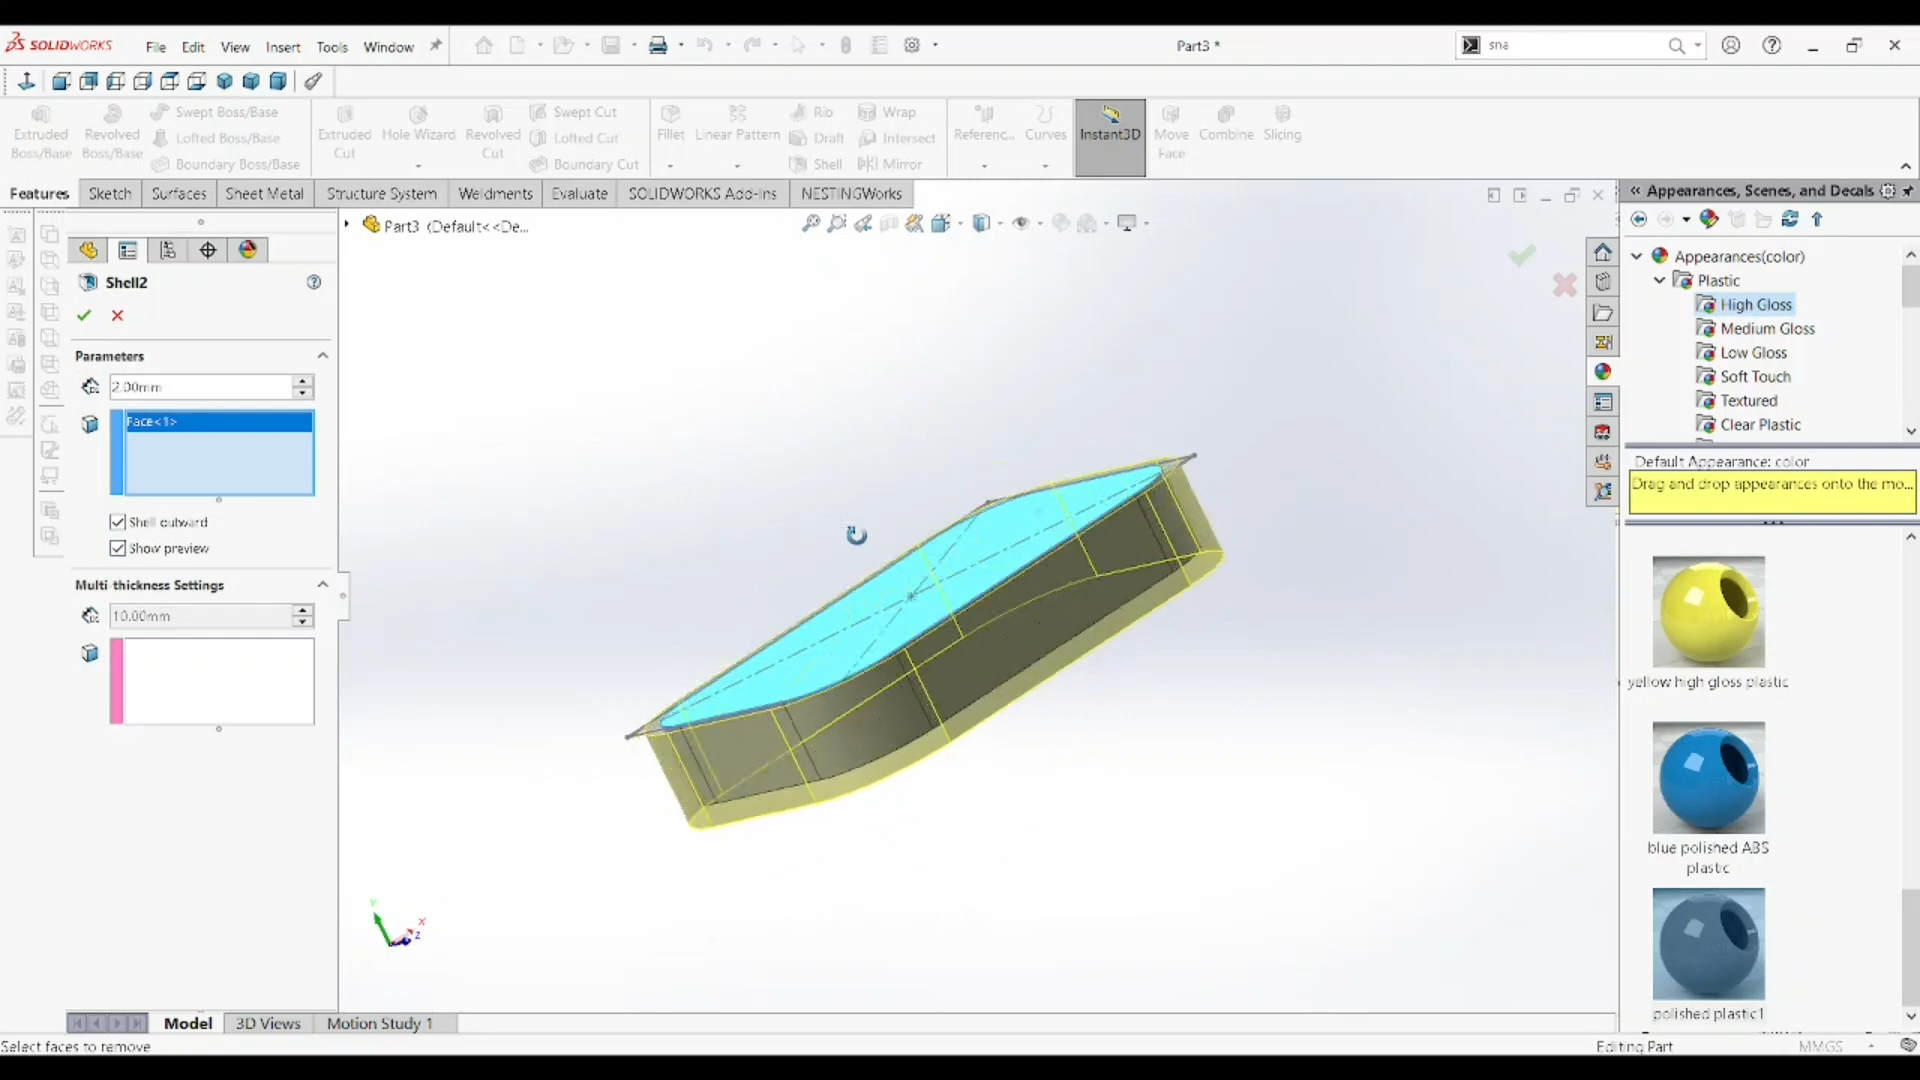 SOLIDWORKS File Edit View Insert Tools Window Part3 * sna
Extruded Boss/Base Revolved Boss/Base Swept Boss/Base Lofted Boss/Base Boundary Boss/Base Extruded Cut Hole Wizard Revolved Cut Swept Cut Lofted Cut Boundary Cut Fillet Linear Pattern Rib Draft Shell Wrap Intersect Mirror Referenc... Curves Instant3D Move Face Combine Slicing
Features Sketch Surfaces Sheet Metal Structure System Weldments Evaluate SOLIDWORKS Add-Ins NESTINGWorks
Part3 (Default<<De...
Shell2
Parameters
2.00mm
Face<1>
Shell outward
Show preview
Multi-thickness Settings
10.00mm
Y
X
Z
Appearances, Scenes, and Decals
Appearances(color)
Plastic
High Gloss
Medium Gloss
Low Gloss
Soft Touch
Textured
Clear Plastic
Default Appearance: color
Drag and drop appearances onto the mo...
yellow high gloss plastic
blue polished ABS
plastic
polished plastic1
Model 3D Views Motion Study 1
Select faces to remove Editing Part MMGS